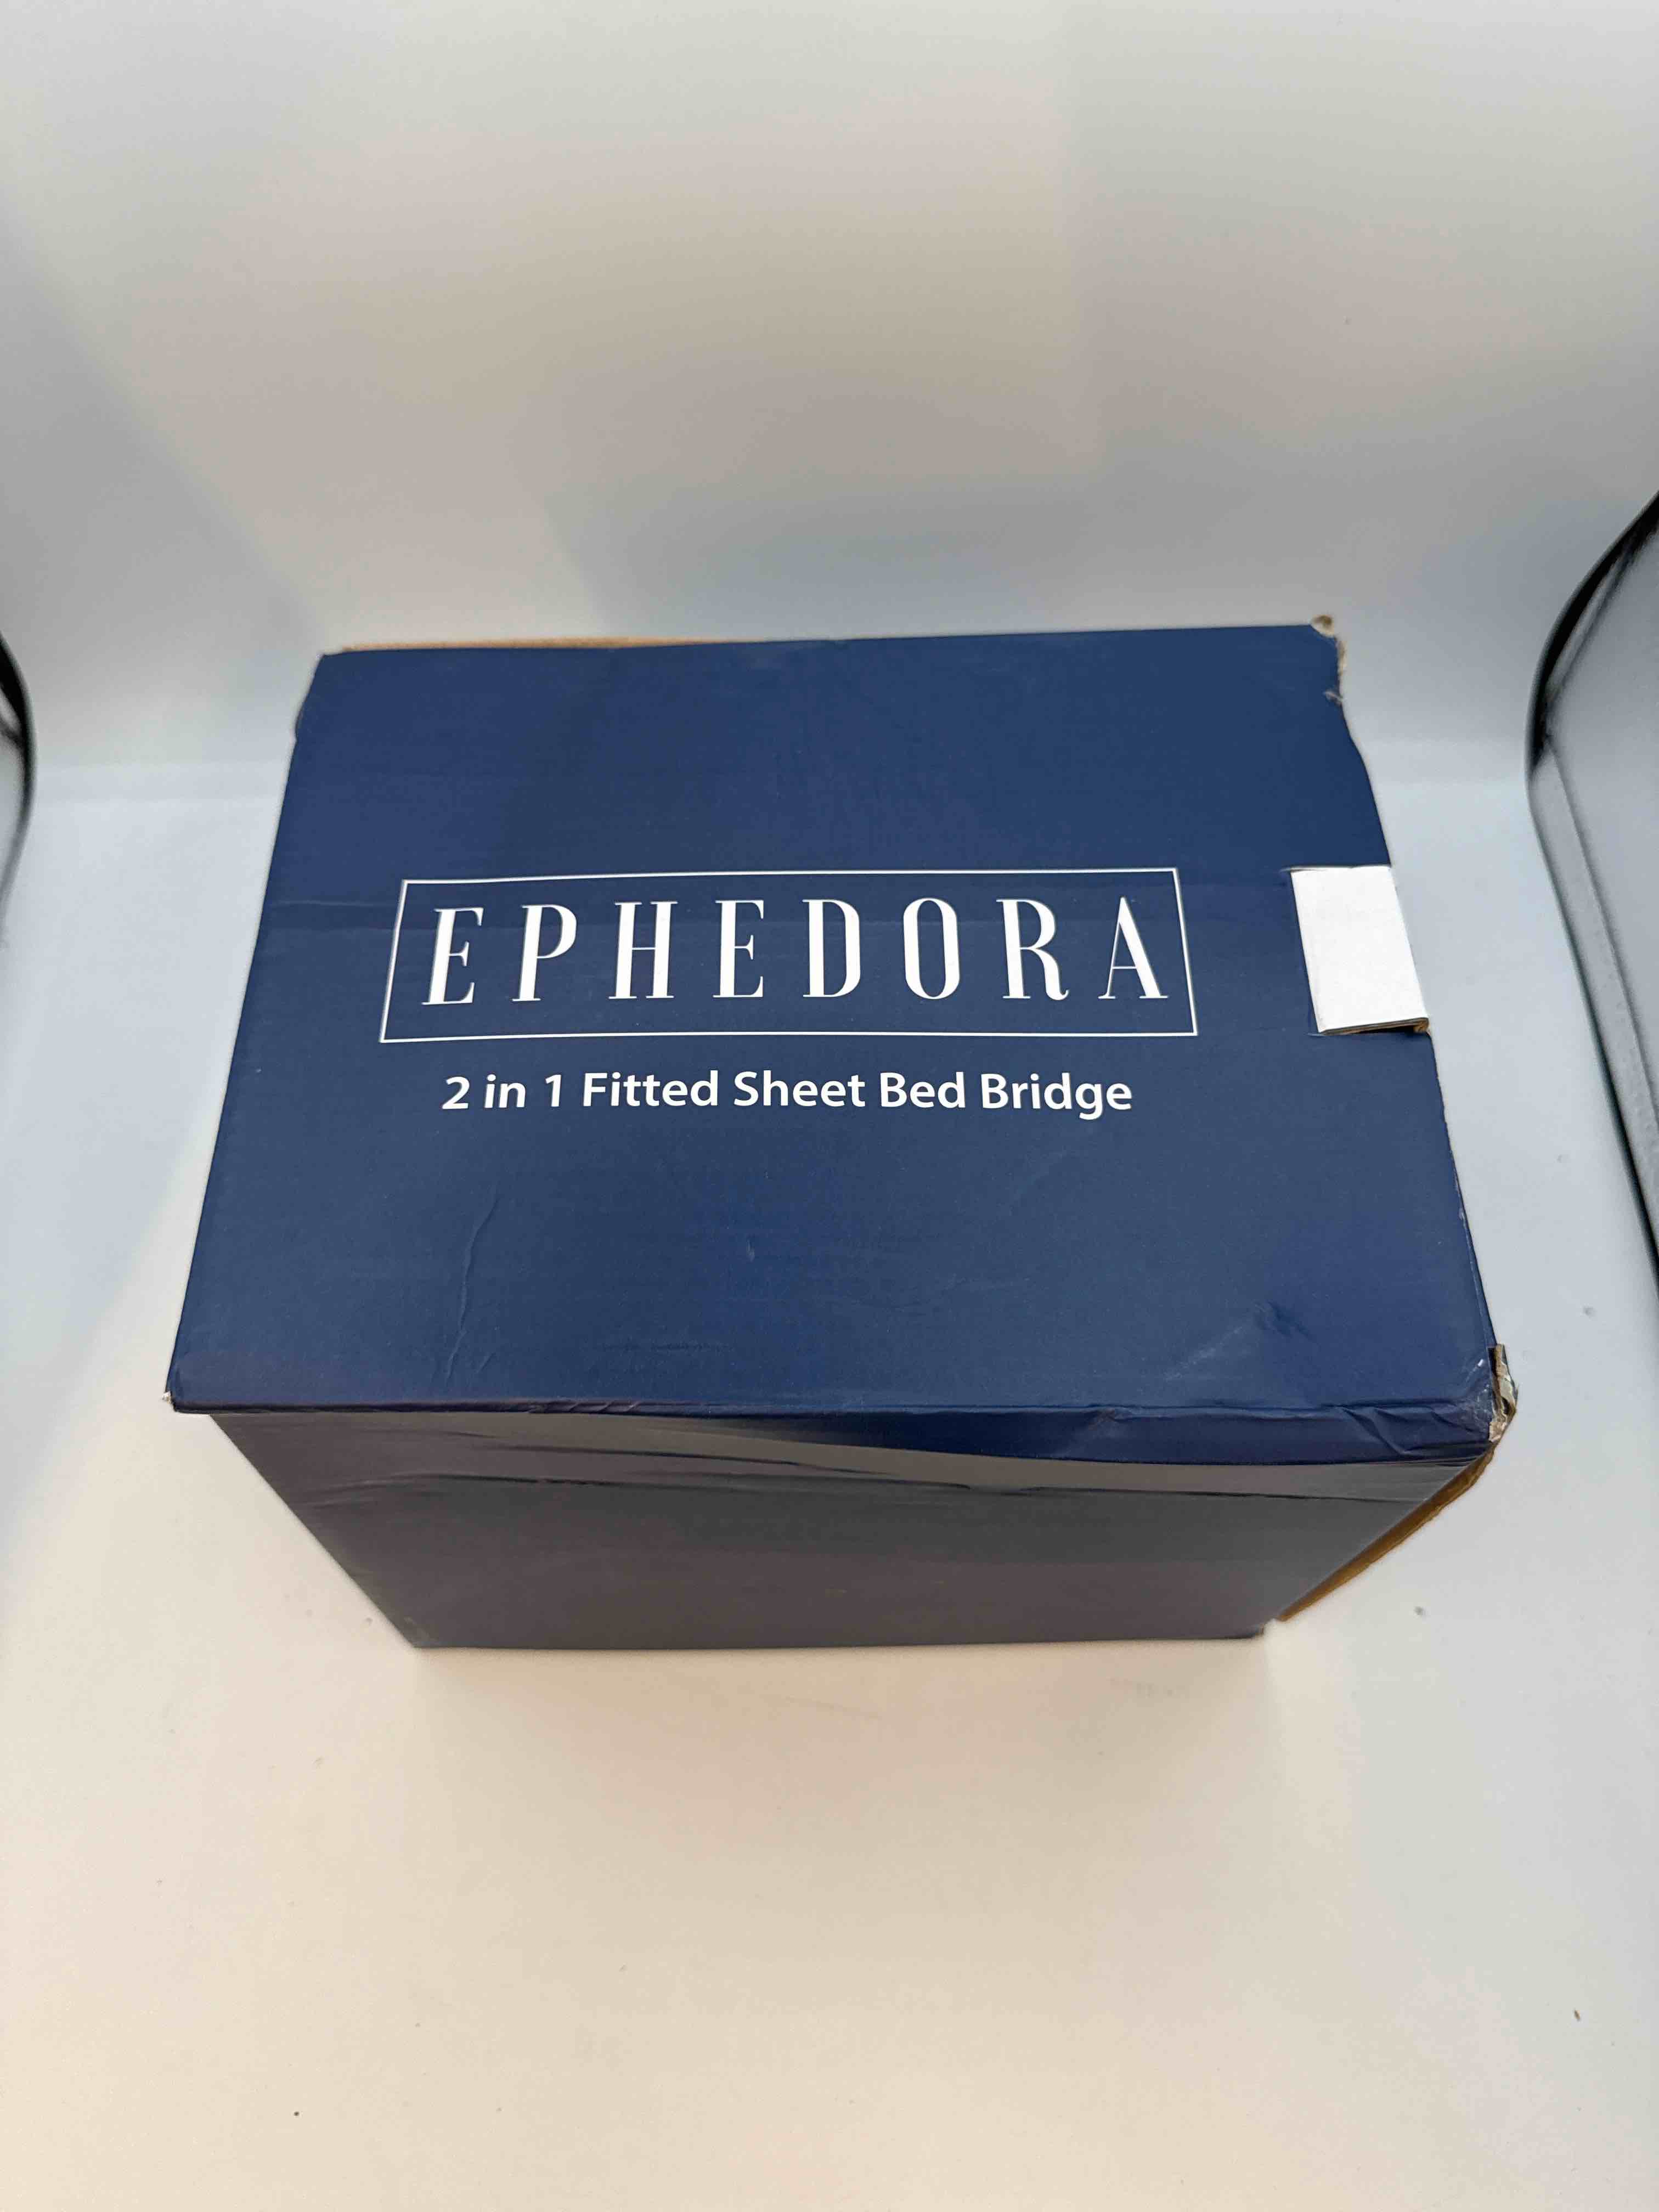 EPHEDORA
2 in 1 Fitted Sheet Bed Bridge